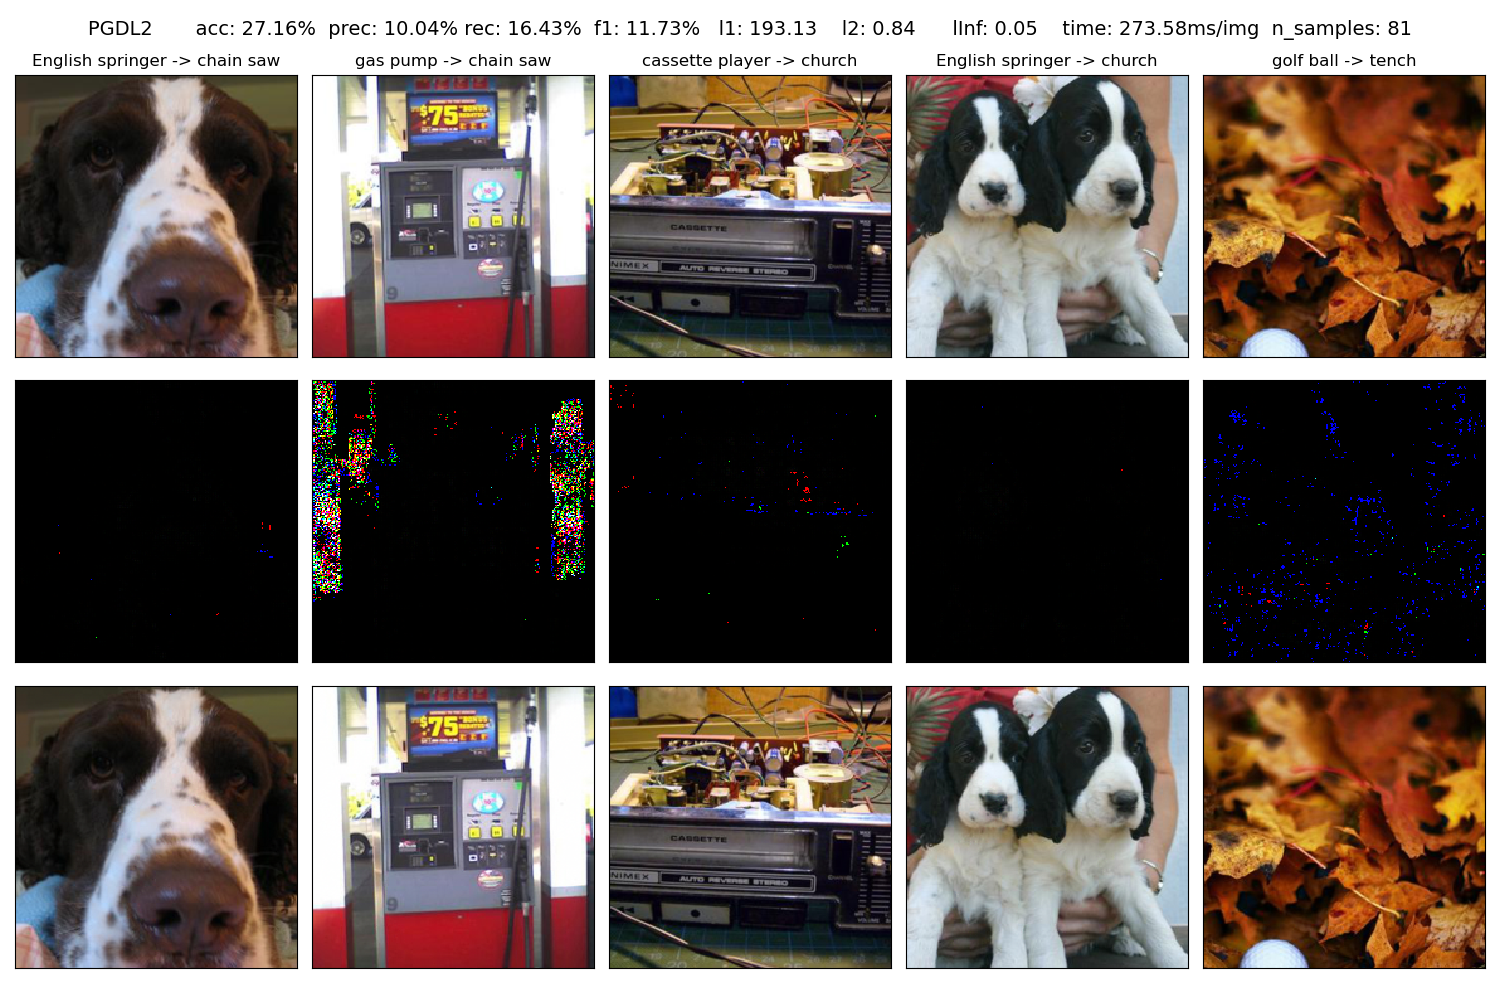 PGDL2 acc: 27.16% prec: 10.04% rec: 16.43% f1: 11.73% l1: 193.13 l2: 0.84 lInf: 0.05 time: 273.58ms/img n_samples: 81
English springer -> chain saw
gas pump -> chain saw
cassette player -> church
English springer -> church
golf ball -> tench
$75
9
CASSETTE
NIMEX
AUTO REVERSE STEREO
VOLUME
$75
9
CASSETTE
NIMEX
AUTO REVERSE STEREO